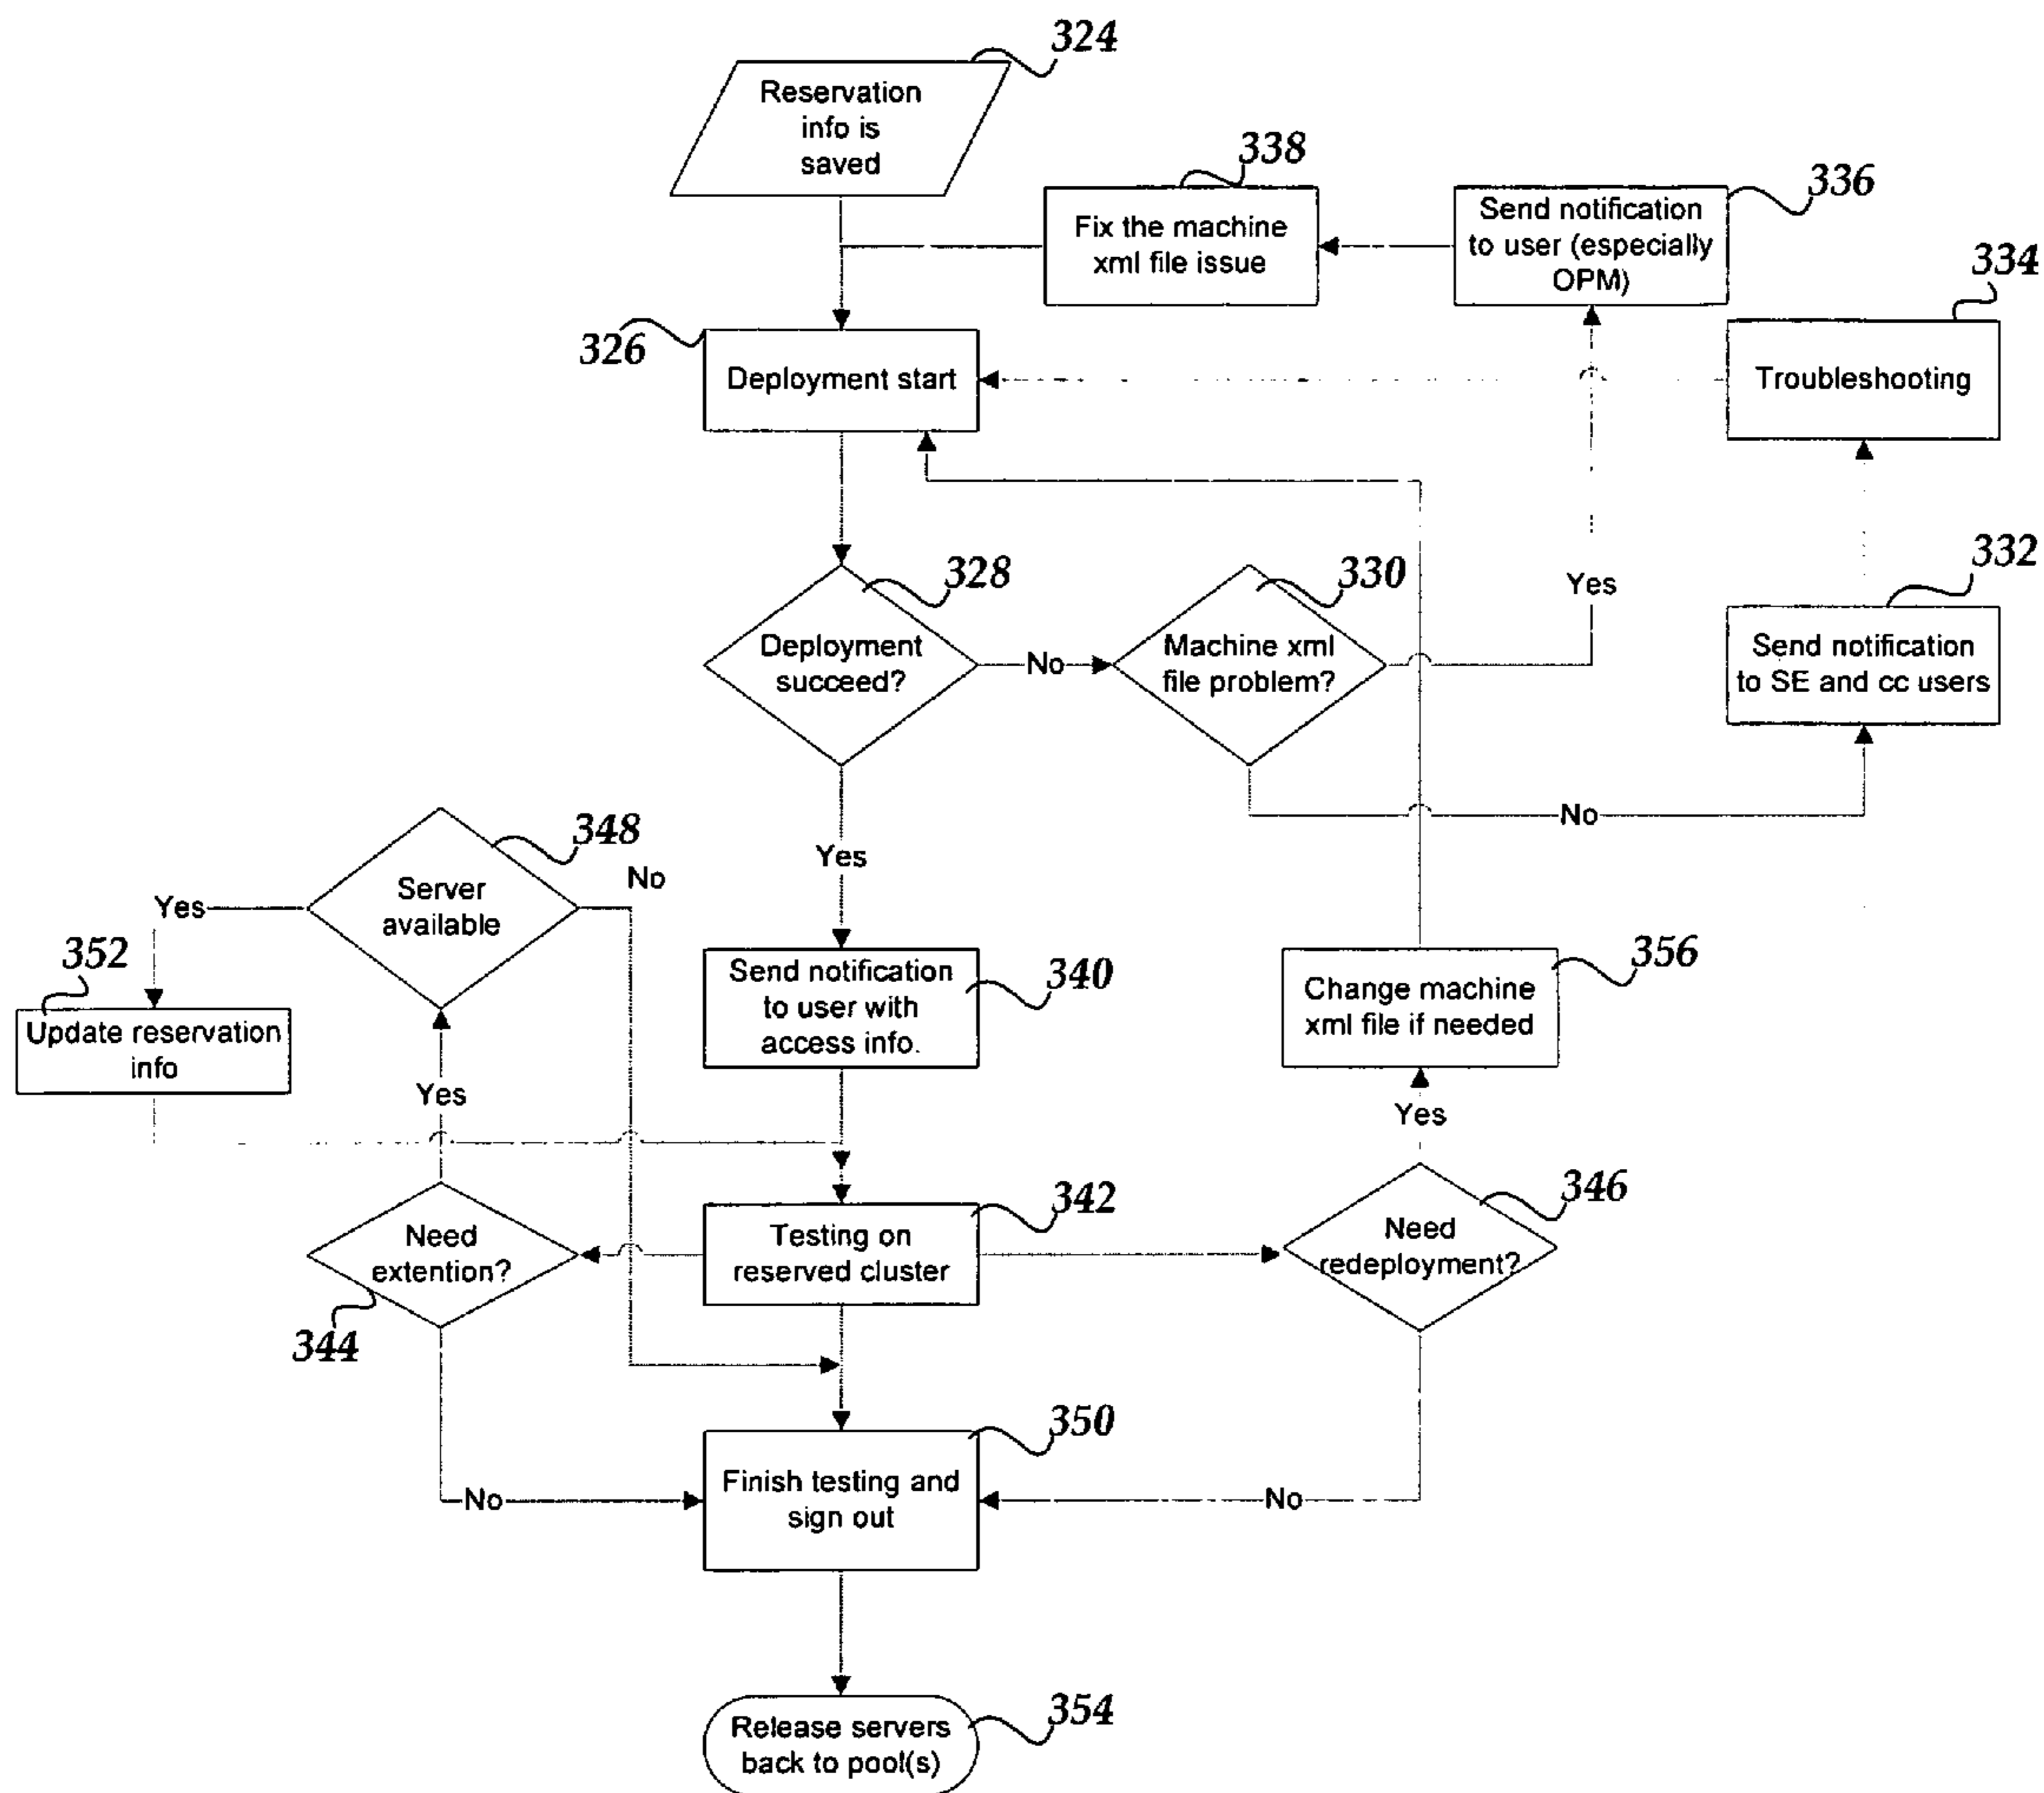 324
Reservation
info is
saved
338
Fix the machine
xml file issue
336
Send notification
to user (especially
OPM)
334
Troubleshooting
326
Deployment start
328
Deployment
succeed?
No
330
Machine xml
file problem?
Yes
332
Send notification
to SE and cc users
No
348
Server
available
No
Yes
Yes
352
Update reservation
info
340
Send notification
to user with
access info.
356
Change machine
xml file if needed
Yes
Yes
344
Need
extention?
342
Testing on
reserved cluster
346
Need
redeployment?
350
Finish testing and
sign out
No
No
354
Release servers
back to pool(s)